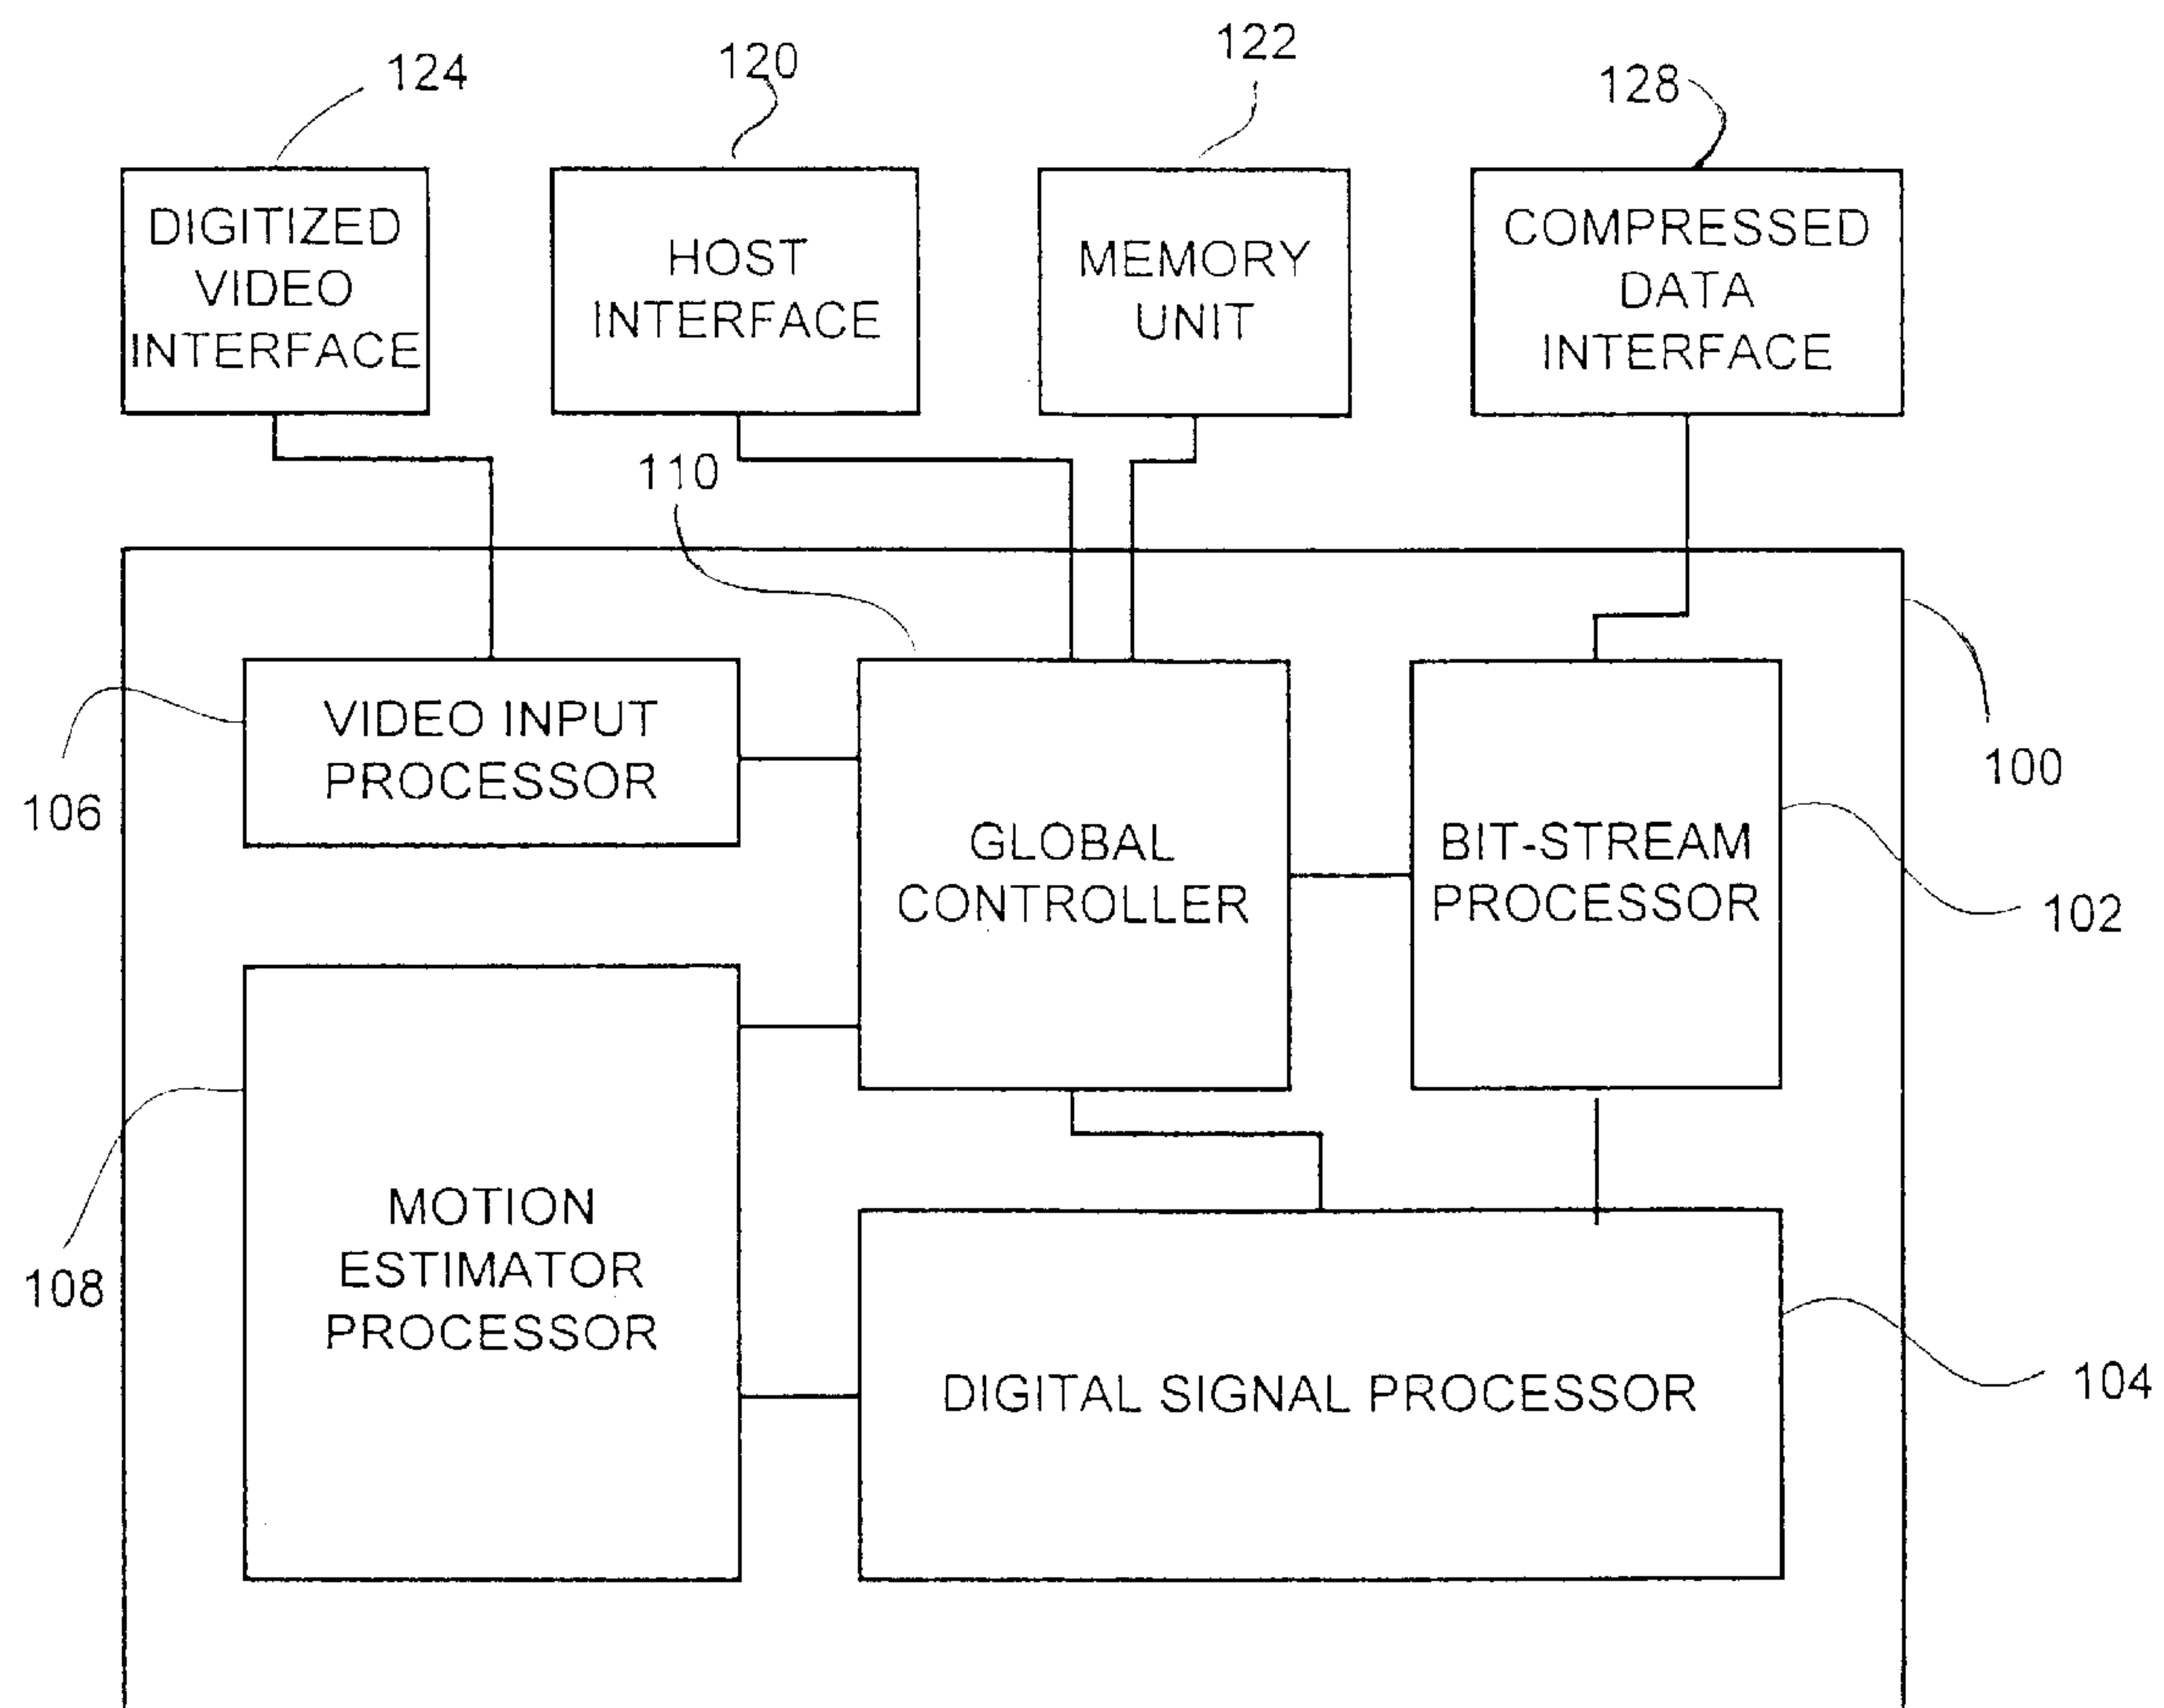 124
120
122
128
DIGITIZED
VIDEO
INTERFACE
HOST
INTERFACE
MEMORY
UNIT
COMPRESSED
DATA
INTERFACE
110
VIDEO INPUT
PROCESSOR
106
GLOBAL
CONTROLLER
BIT-STREAM
PROCESSOR
100
102
MOTION
ESTIMATOR
PROCESSOR
108
DIGITAL SIGNAL PROCESSOR
104